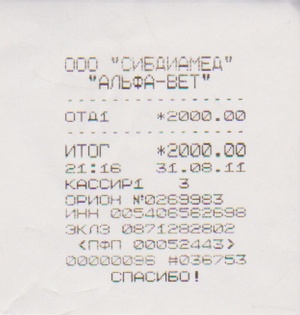 ООО "СИБДИАМЕД"
"АЛЬФА-ВЕТ"
ОТД1 *2000.00
ИТОГ *2000.00
21:16 31.08.11
КАССИР1 3
ОРИОН №0269983
ИНН 005406562698
ЭКЛЗ 0871282802
<ПФП 00052443>
00000096 #036753
СПАСИБО!